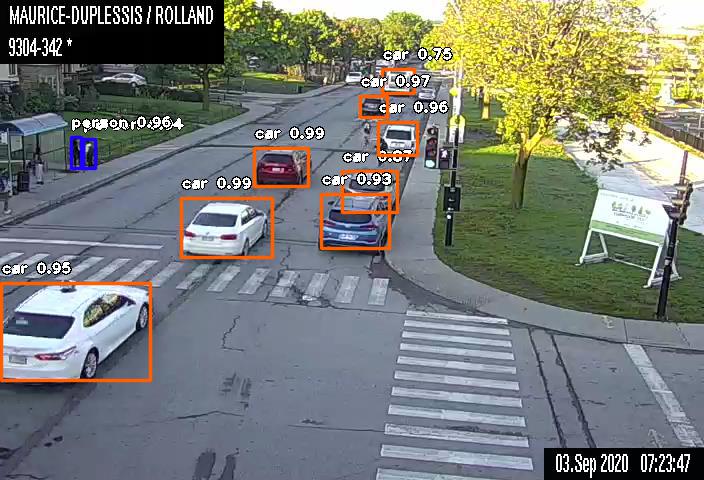 MAURICE-DUPLESSIS / ROLLAND
9304-342 *
car 0.75
car 0.97
car 0.96
person 0.964
car 0.99
car 0.87
car 0.99
car 0.93
car 0.95
03.Sep 2020 07:23:47